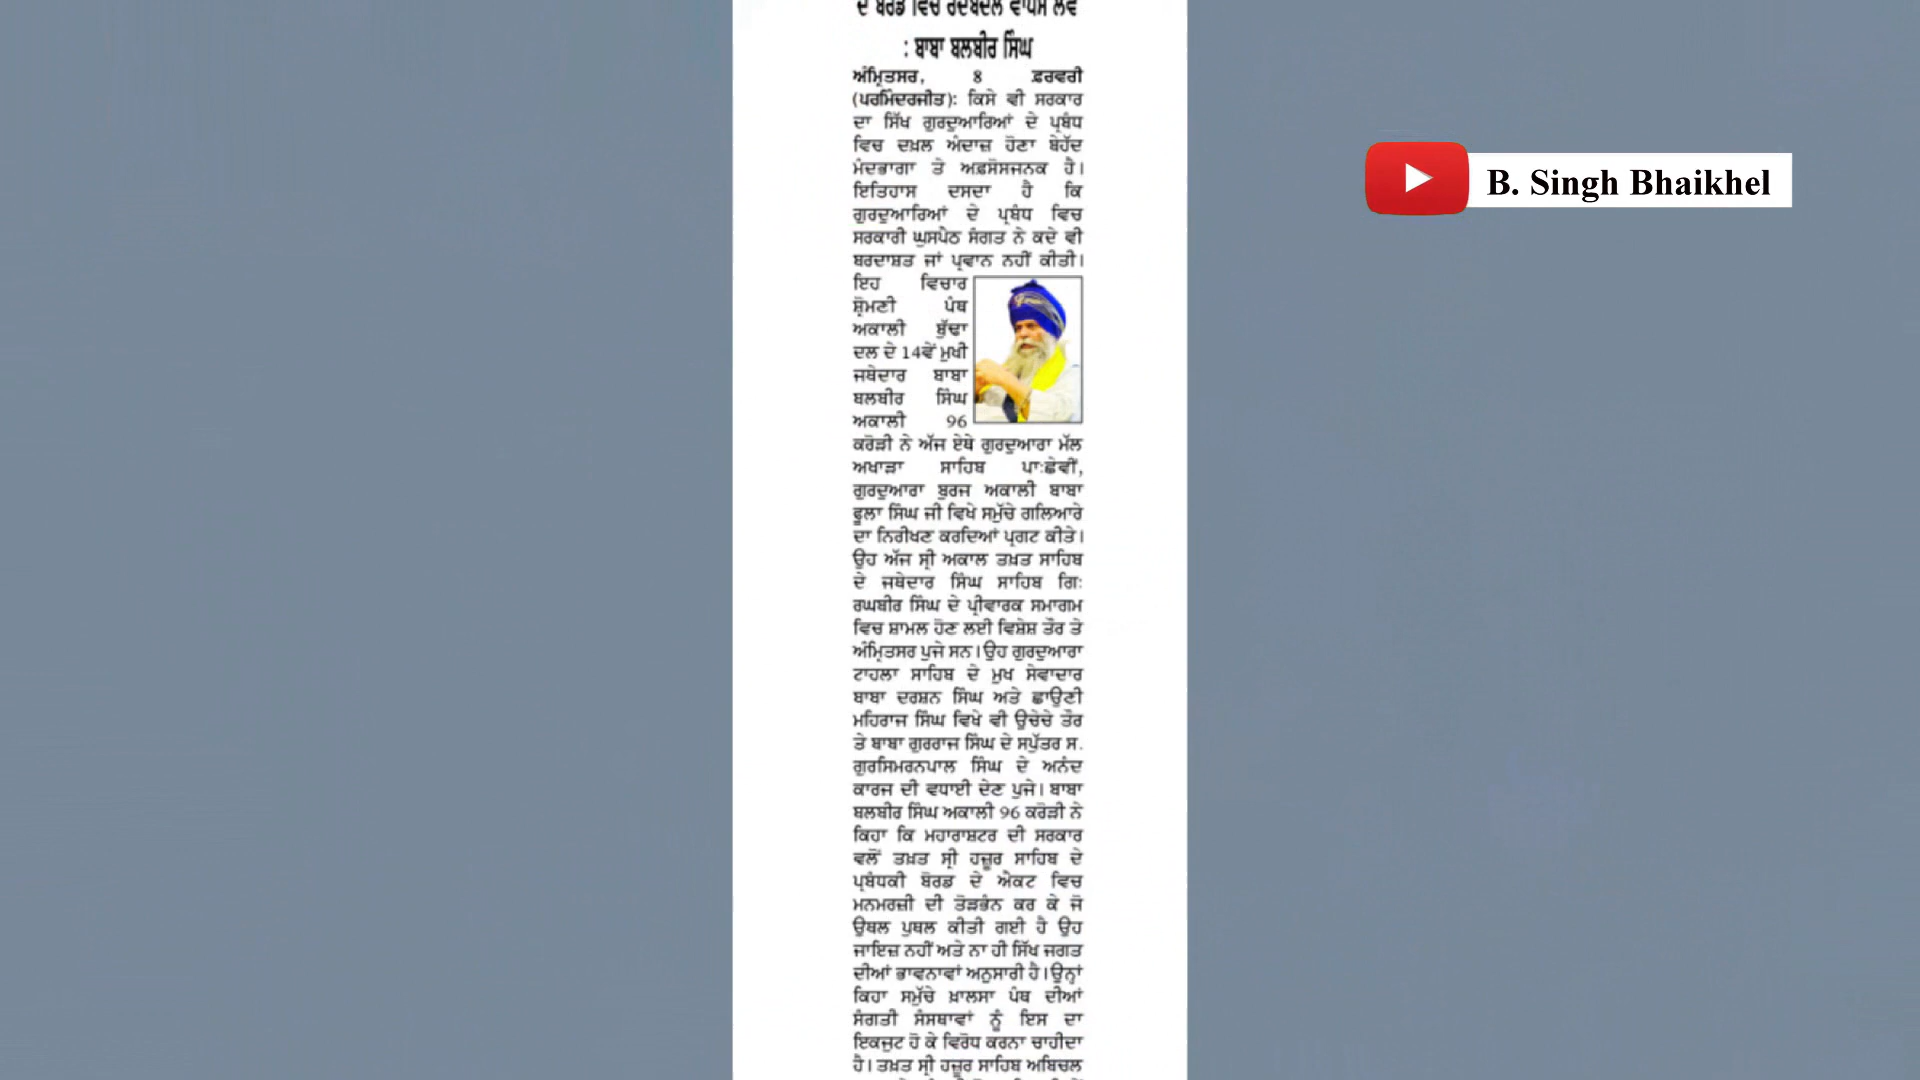 ਦੇ ਬੋਰਡ ਵਿਚ ਰੱਦੋਬਦਲ ਵਾਪਸ ਲਵੇ
: ਬਾਬਾ ਬਲਬੀਰ ਸਿੰਘ
ਅੰਮ੍ਰਿਤਸਰ, 8 ਫ਼ਰਵਰੀ
(ਪਰਮਿੰਦਰਜੀਤ): ਕਿਸੇ ਵੀ ਸਰਕਾਰ
ਦਾ ਸਿੱਖ ਗੁਰਦੁਆਰਿਆਂ ਦੇ ਪ੍ਰਬੰਧ
ਵਿਚ ਦਖ਼ਲ ਅੰਦਾਜ਼ ਹੋਣਾ ਬੇਹੱਦ
ਮੰਦਭਾਗਾ ਤੇ ਅਫ਼ਸੋਸਜਨਕ ਹੈ।
ਇਤਿਹਾਸ ਦਸਦਾ ਹੈ ਕਿ
ਗੁਰਦੁਆਰਿਆਂ ਦੇ ਪ੍ਰਬੰਧ ਵਿਚ
ਸਰਕਾਰੀ ਘੁਸਪੈਠ ਸੰਗਤ ਨੇ ਕਦੇ ਵੀ
ਬਰਦਾਸ਼ਤ ਜਾਂ ਪ੍ਰਵਾਨ ਨਹੀਂ ਕੀਤੀ।
ਇਹ ਵਿਚਾਰ
ਸ਼੍ਰੋਮਣੀ ਪੰਥ
ਅਕਾਲੀ ਬੁੱਢਾ
ਦਲ ਦੇ 14ਵੇਂ ਮੁਖੀ
ਜਥੇਦਾਰ ਬਾਬਾ
ਬਲਬੀਰ ਸਿੰਘ
ਅਕਾਲੀ 96
ਕਰੋੜੀ ਨੇ ਅੱਜ ਏਥੇ ਗੁਰਦੁਆਰਾ ਮੱਲ
ਅਖਾੜਾ ਸਾਹਿਬ ਪਾ:ਛੇਵੀਂ,
ਗੁਰਦੁਆਰਾ ਬੁਰਜ ਅਕਾਲੀ ਬਾਬਾ
ਫੂਲਾ ਸਿੰਘ ਜੀ ਵਿਖੇ ਸਮੁੱਚੇ ਗਲਿਆਰੇ
ਦਾ ਨਿਰੀਖਣ ਕਰਦਿਆਂ ਪ੍ਰਗਟ ਕੀਤੇ।
ਉਹ ਅੱਜ ਸ੍ਰੀ ਅਕਾਲ ਤਖ਼ਤ ਸਾਹਿਬ
ਦੇ ਜਥੇਦਾਰ ਸਿੰਘ ਸਾਹਿਬ ਗਿ:
ਰਘਬੀਰ ਸਿੰਘ ਦੇ ਪ੍ਰੀਵਾਰਕ ਸਮਾਗਮ
ਵਿਚ ਸ਼ਾਮਲ ਹੋਣ ਲਈ ਵਿਸ਼ੇਸ਼ ਤੌਰ ਤੇ
ਅੰਮ੍ਰਿਤਸਰ ਪੁਜੇ ਸਨ। ਉਹ ਗੁਰਦੁਆਰਾ
ਟਾਹਲਾ ਸਾਹਿਬ ਦੇ ਮੁਖ ਸੇਵਾਦਾਰ
ਬਾਬਾ ਦਰਸ਼ਨ ਸਿੰਘ ਅਤੇ ਛਾਉਣੀ
ਮਹਿਰਾਜ ਸਿੰਘ ਵਿਖੇ ਵੀ ਉਚੇਚੇ ਤੌਰ
ਤੇ ਬਾਬਾ ਗੁਰਰਾਜ ਸਿੰਘ ਦੇ ਸਪੁੱਤਰ ਸ.
ਗੁਰਸਿਮਰਨਪਾਲ ਸਿੰਘ ਦੇ ਅਨੰਦ
ਕਾਰਜ ਦੀ ਵਧਾਈ ਦੇਣ ਪੁਜੇ। ਬਾਬਾ
ਬਲਬੀਰ ਸਿੰਘ ਅਕਾਲੀ 96 ਕਰੋੜੀ ਨੇ
ਕਿਹਾ ਕਿ ਮਹਾਰਾਸ਼ਟਰ ਦੀ ਸਰਕਾਰ
ਵਲੋਂ ਤਖ਼ਤ ਸ੍ਰੀ ਹਜ਼ੂਰ ਸਾਹਿਬ ਦੇ
ਪ੍ਰਬੰਧਕੀ ਬੋਰਡ ਦੇ ਐਕਟ ਵਿਚ
ਮਨਮਰਜ਼ੀ ਦੀ ਤੋੜਭੰਨ ਕਰ ਕੇ ਜੋ
ਉਥਲ ਪੁਥਲ ਕੀਤੀ ਗਈ ਹੈ ਉਹ
ਜਾਇਜ਼ ਨਹੀਂ ਅਤੇ ਨਾ ਹੀ ਸਿੱਖ ਜਗਤ
ਦੀਆਂ ਭਾਵਨਾਵਾਂ ਅਨੁਸਾਰੀ ਹੈ। ਉਨ੍ਹਾਂ
ਕਿਹਾ ਸਮੁੱਚੇ ਖ਼ਾਲਸਾ ਪੰਥ ਦੀਆਂ
ਸੰਗਤੀ ਸੰਸਥਾਵਾਂ ਨੂੰ ਇਸ ਦਾ
ਇਕਜੁਟ ਹੋ ਕੇ ਵਿਰੋਧ ਕਰਨਾ ਚਾਹੀਦਾ
ਹੈ। ਤਖ਼ਤ ਸ੍ਰੀ ਹਜ਼ੂਰ ਸਾਹਿਬ ਅਬਿਚਲ
B. Singh Bhaikhel